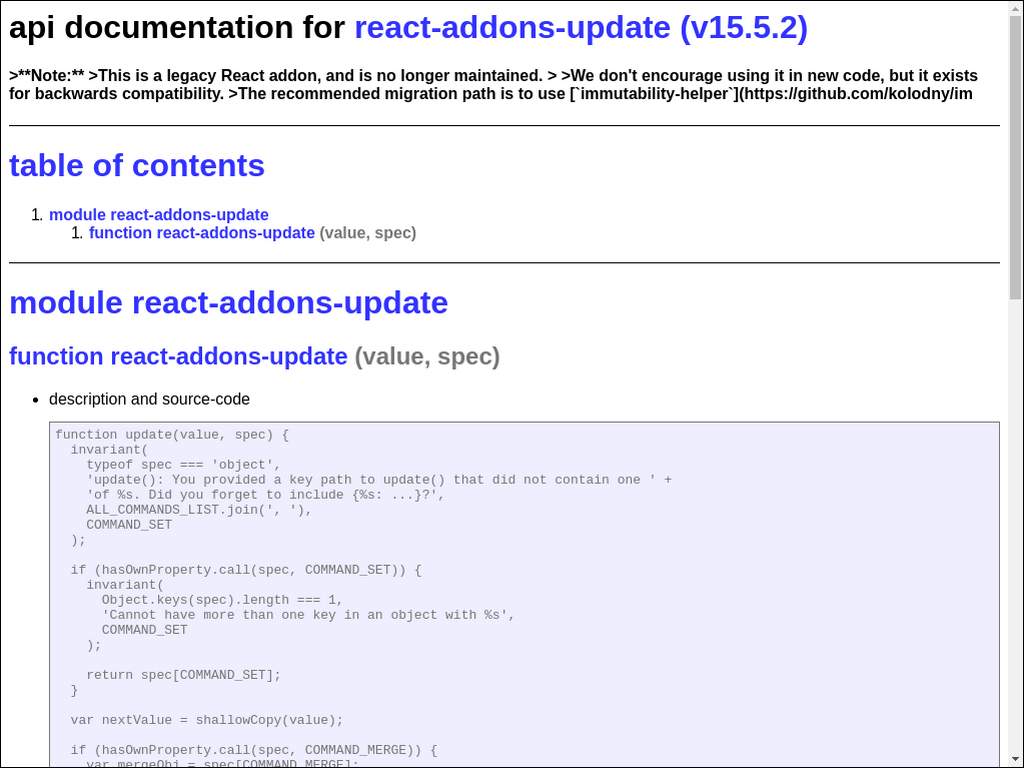 api documentation for react-addons-update (v15.5.2)
>**Note:** >This is a legacy React addon, and is no longer maintained. > >We don't encourage using it in new code, but it exists
for backwards compatibility. >The recommended migration path is to use [`immutability-helper`](https://github.com/kolodny/im
table of contents
1. module react-addons-update
1. function react-addons-update (value, spec)
module react-addons-update
function react-addons-update (value, spec)
• description and source-code
function update(value, spec) {
  invariant(
    typeof spec === 'object',
    'update(): You provided a key path to update() that did not contain one ' +
    'of %s. Did you forget to include {%s: ...}?',
    ALL_COMMANDS_LIST.join(', '),
    COMMAND_SET
  );

  if (hasOwnProperty.call(spec, COMMAND_SET)) {
    invariant(
      Object.keys(spec).length === 1,
      'Cannot have more than one key in an object with %s',
      COMMAND_SET
    );

    return spec[COMMAND_SET];
  }

  var nextValue = shallowCopy(value);

  if (hasOwnProperty.call(spec, COMMAND_MERGE)) {
    var mergeObj = spec[COMMAND_MERGE];